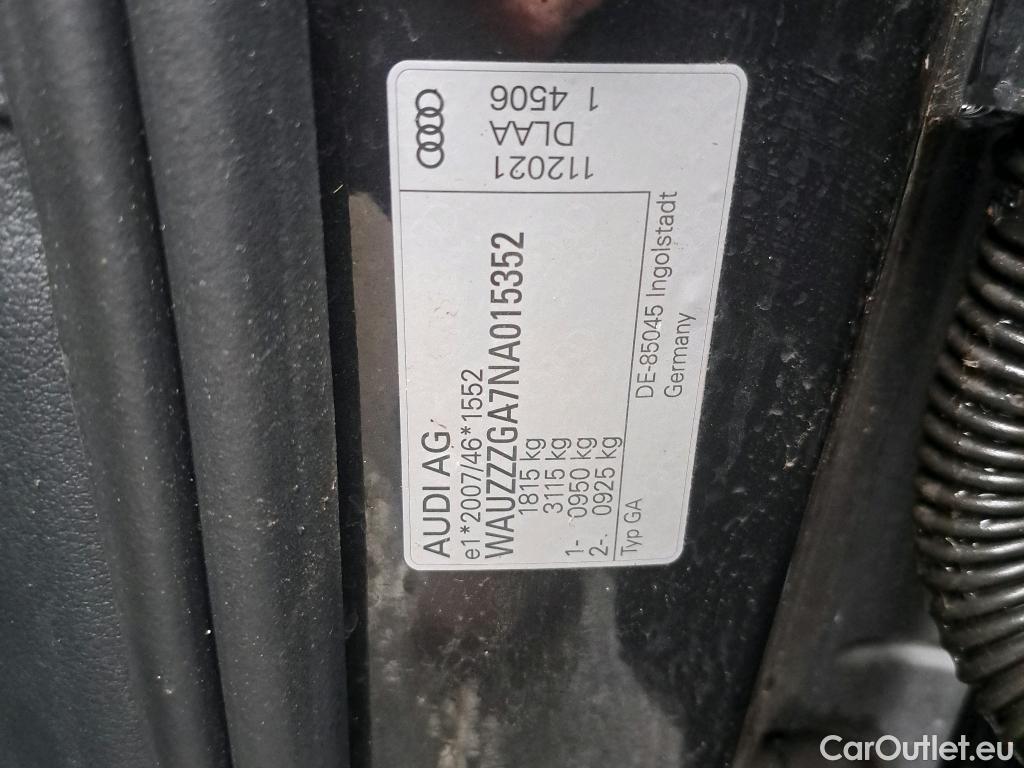 AUDI AG
e1*2007/46*1552
WAUZZZGA7NA015352
1815 kg
3115 kg
1- 0950 kg
2-. 0925 kg
Typ GA
DE-85045 Ingolstadt
Germany
112021
DLAA
1 4506
CarOutlet.eu